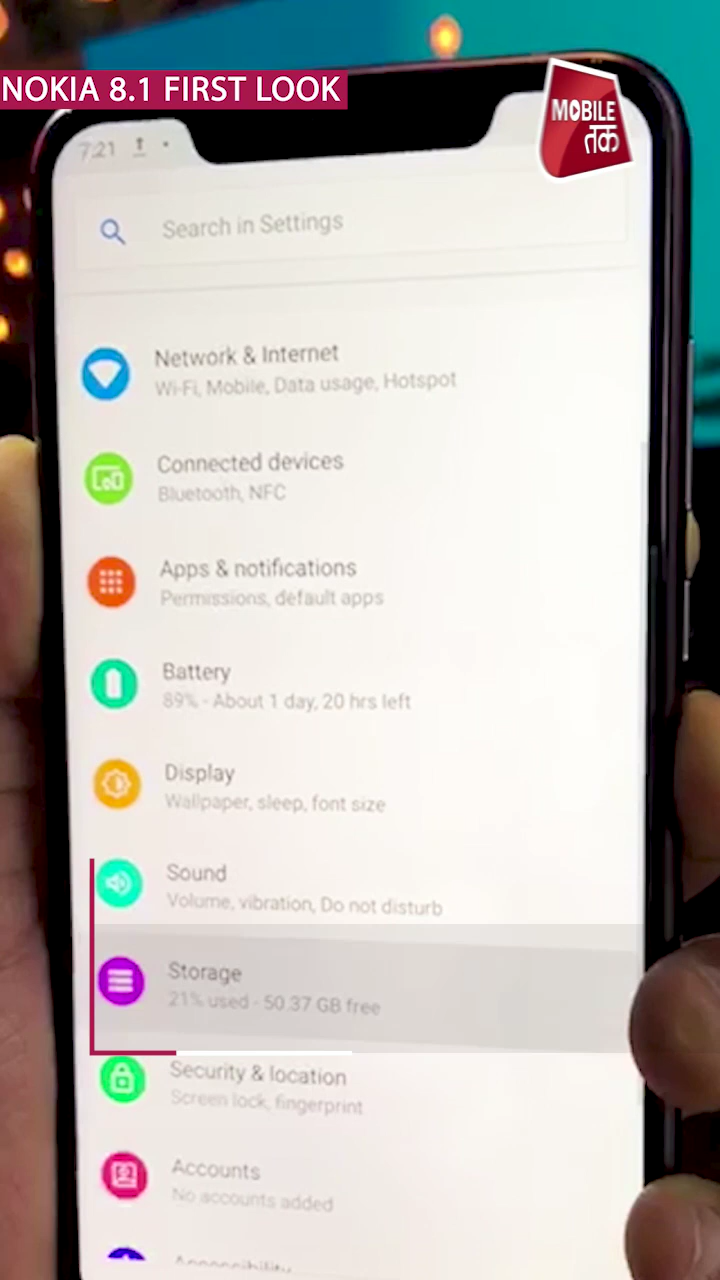 NOKIA 8.1 FIRST LOOK
MOBILE
तक
7:21
Search in Settings
Network & Internet
Wi-Fi, Mobile, Data usage, Hotspot
Connected devices
Bluetooth, NFC
Apps & notifications
Permissions, default apps
Battery
89% - About 1 day, 20 hrs left
Display
Wallpaper, sleep, font size
Sound
Volume, vibration, Do not disturb
Storage
21% used - 50.37 GB free
Security & location
Screen lock, fingerprint
Accounts
No accounts added
Accessibility